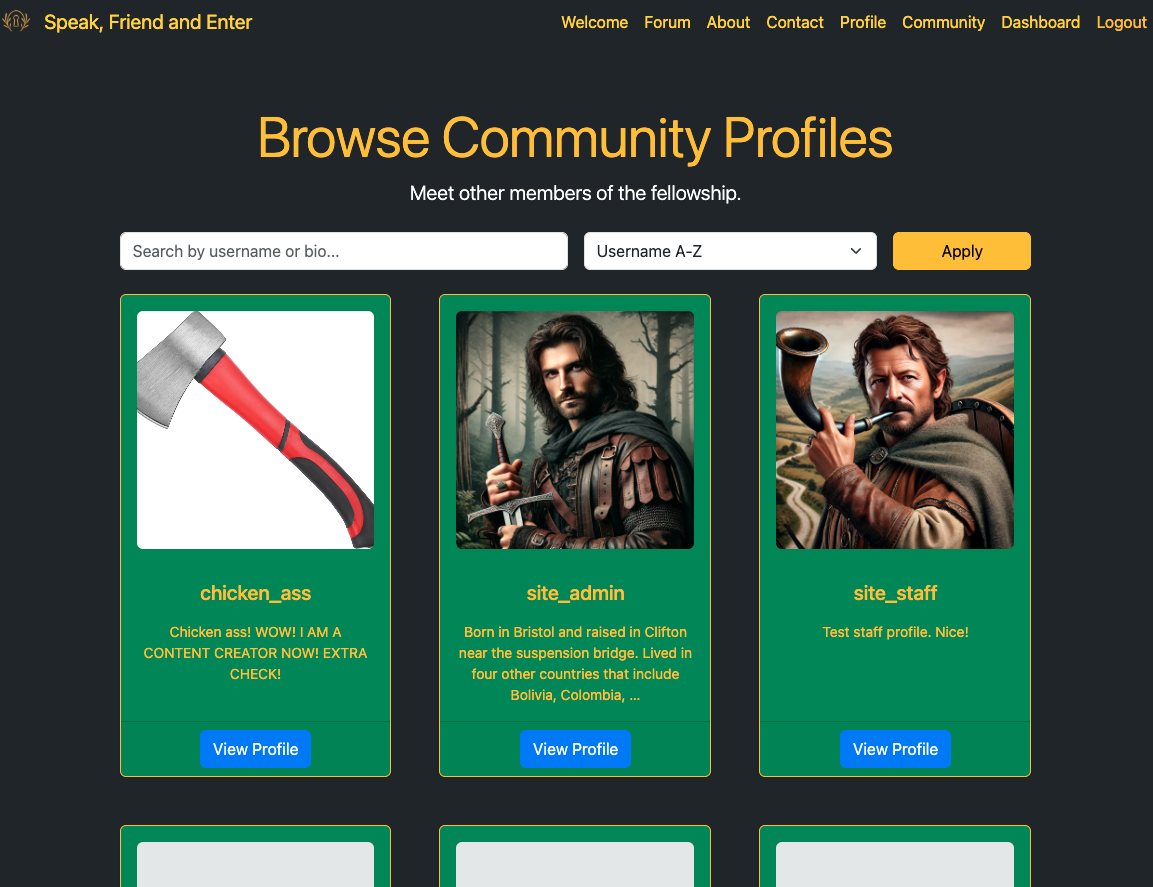 Speak, Friend and Enter
Welcome Forum About Contact Profile Community Dashboard Logout
Browse Community Profiles
Meet other members of the fellowship.
Search by username or bio...
Username A-Z
Apply
chicken_ass
Chicken ass! WOW! I AM A
CONTENT CREATOR NOW! EXTRA
CHECK!
View Profile
site_admin
Born in Bristol and raised in Clifton
near the suspension bridge. Lived in
four other countries that include
Bolivia, Colombia, ...
View Profile
site_staff
Test staff profile. Nice!
View Profile